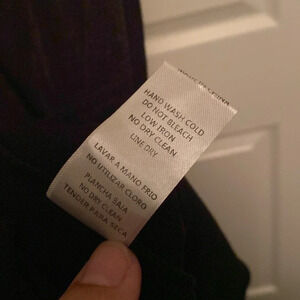 HAND WASH COLD
DO NOT BLEACH
LOW IRON
NO DRY CLEAN
LINE DRY
LAVAR A MANO FRIO
NO UTILIZAR CLORO
PLANCHA BAJA
NO DRY CLEAN
TENDER PARA SECA